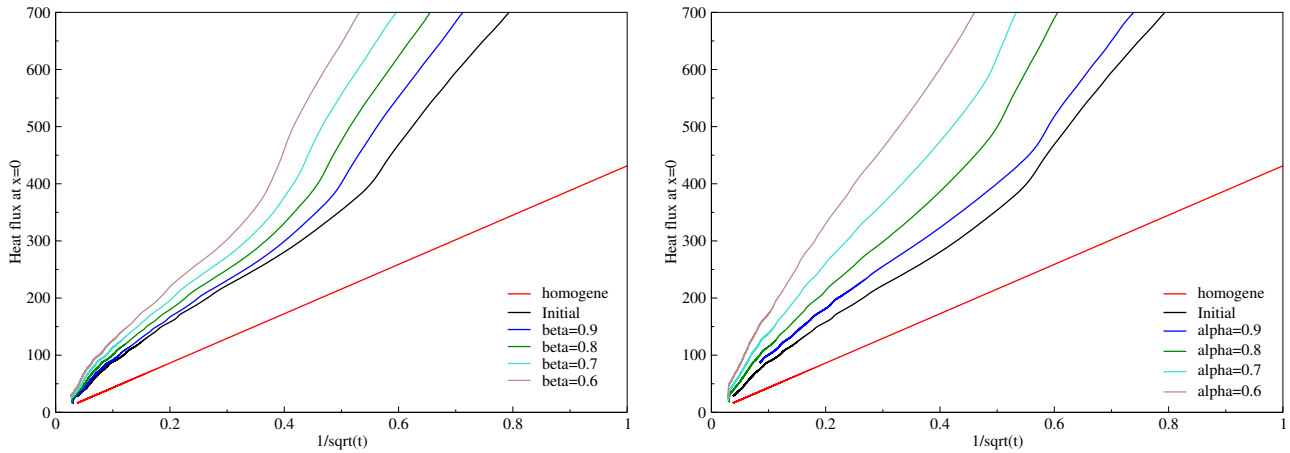 700
600
500
400
300
200
100
0
Heat flux at x=0
0
0.2
0.4
0.6
0.8
1
1/sqrt(t)
homogene
Initial
beta=0.9
beta=0.8
beta=0.7
beta=0.6
700
600
500
400
300
200
100
0
Heat flux at x=0
0
0.2
0.4
0.6
0.8
1
1/sqrt(t)
homogene
Initial
alpha=0.9
alpha=0.8
alpha=0.7
alpha=0.6